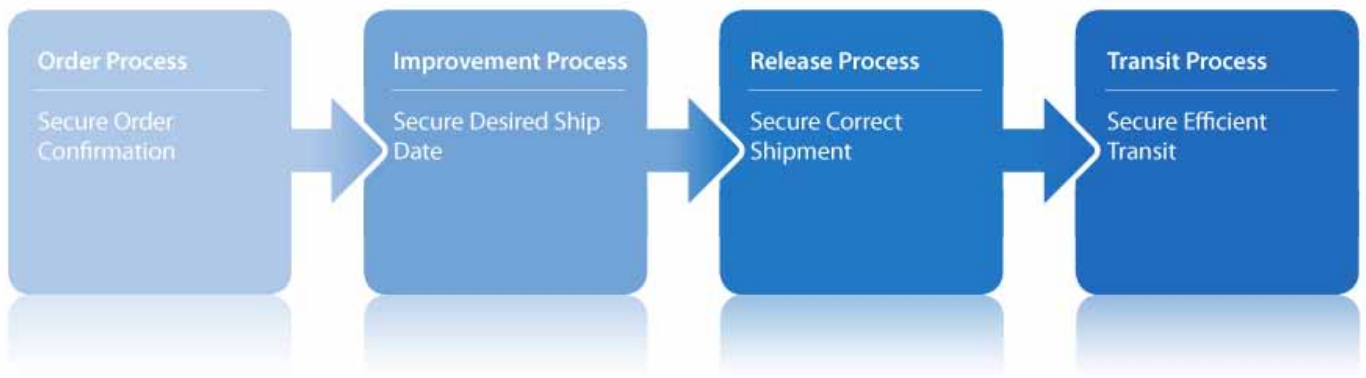 Order Process
Secure Order
Confirmation
Improvement Process
Secure Desired Ship
Date
Release Process
Secure Correct
Shipment
Transit Process
Secure Efficient
Transit